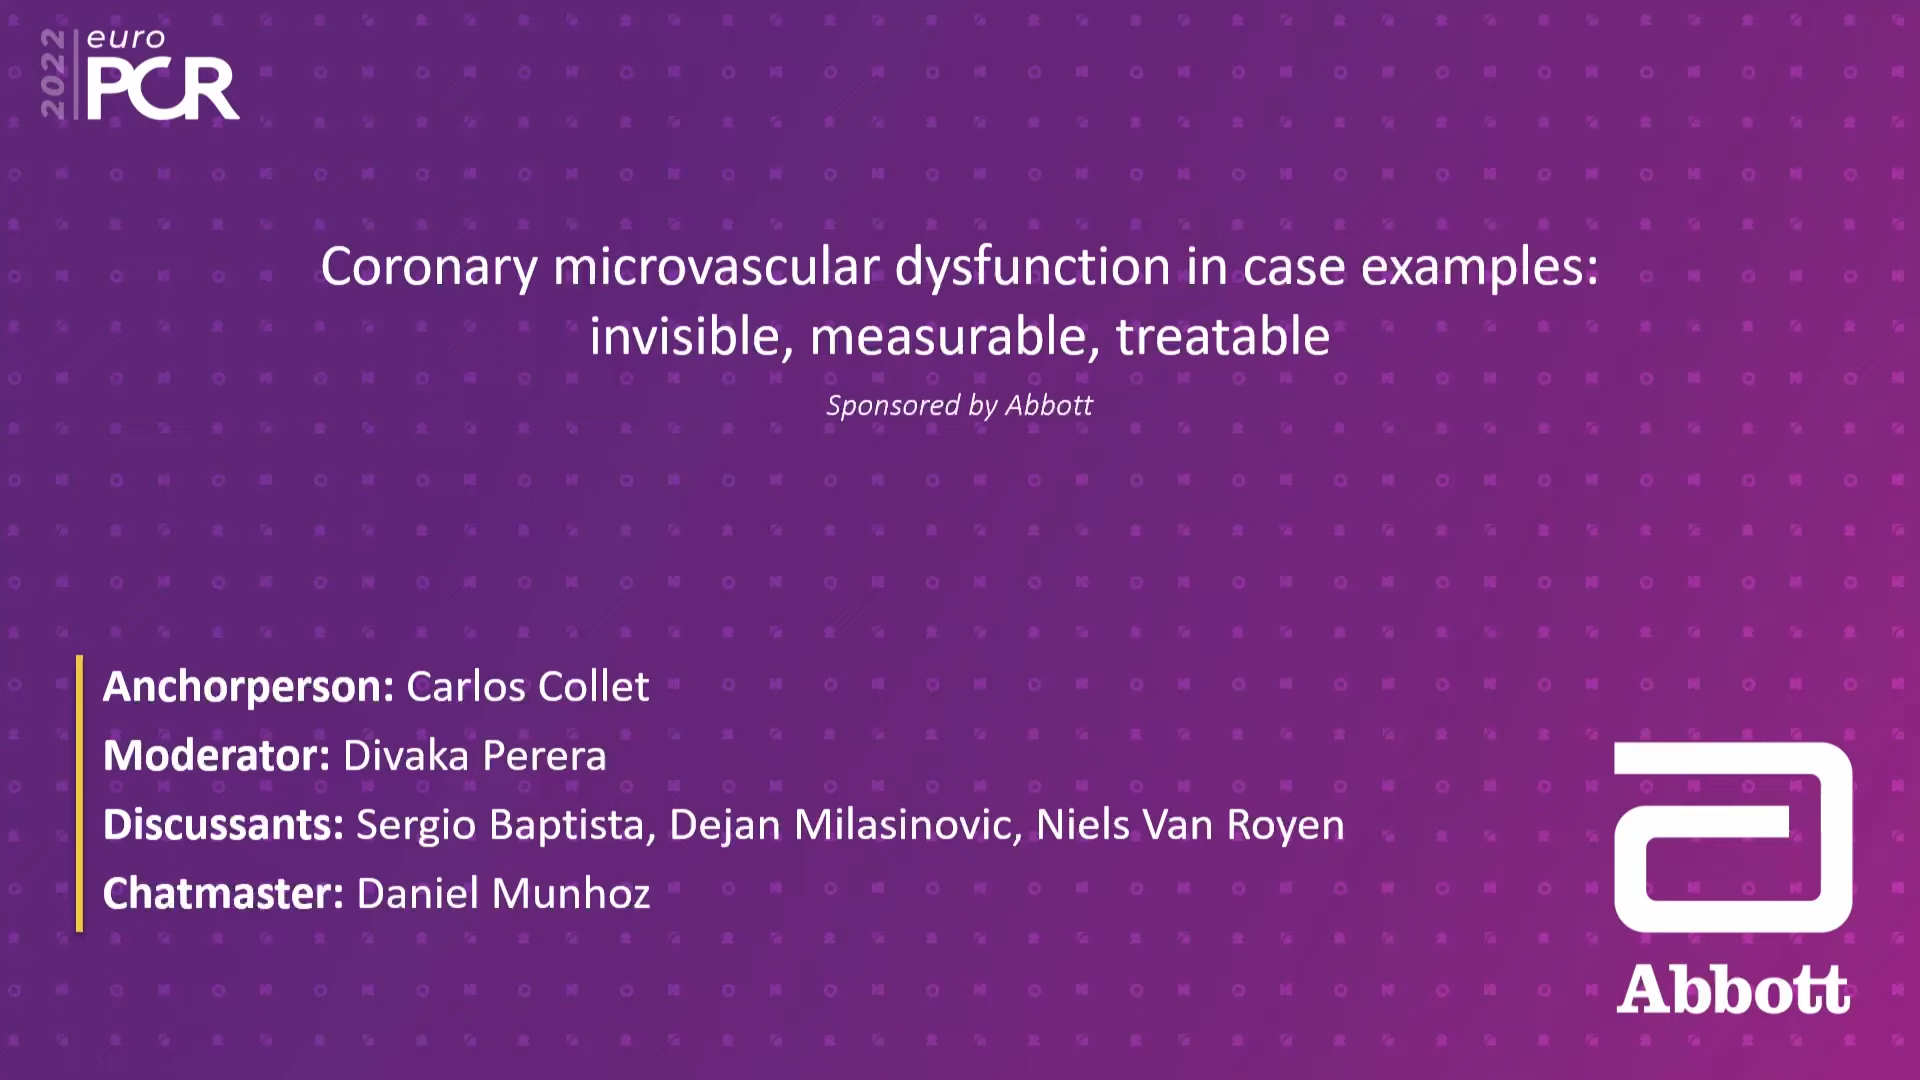 2022
euro
PCR
Coronary microvascular dysfunction in case examples:
invisible, measurable, treatable
Sponsored by Abbott
Anchorperson: Carlos Collet
Moderator: Divaka Perera
Discussants: Sergio Baptista, Dejan Milasinovic, Niels Van Royen
Chatmaster: Daniel Munhoz
Abbott